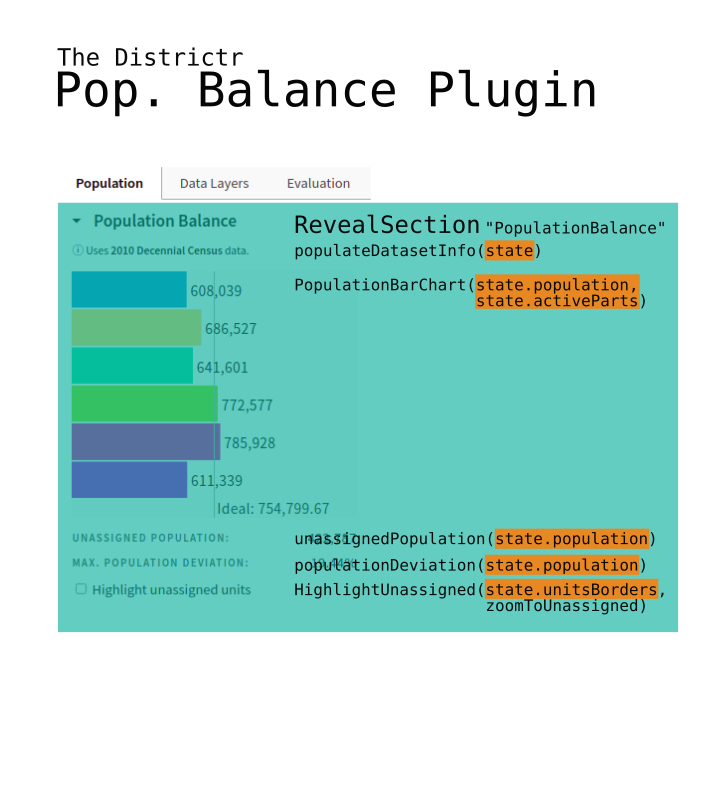 The Districtr
Pop. Balance Plugin
Population Data Layers Evaluation
Population Balance
RevealSection "PopulationBalance"
ⓘ Uses 2010 Decennial Census data.
populateDatasetInfo(state)
PopulationBarChart(state.population,
state.activeParts)
608,039
686,527
641,601
772,577
785,928
611,339
Ideal: 754,799.67
UNASSIGNED POPULATION:
unassignedPopulation(state.population)
MAX. POPULATION DEVIATION:
populationDeviation(state.population)
Highlight unassigned units
HighlightUnassigned(state.unitsBorders,
zoomToUnassigned)